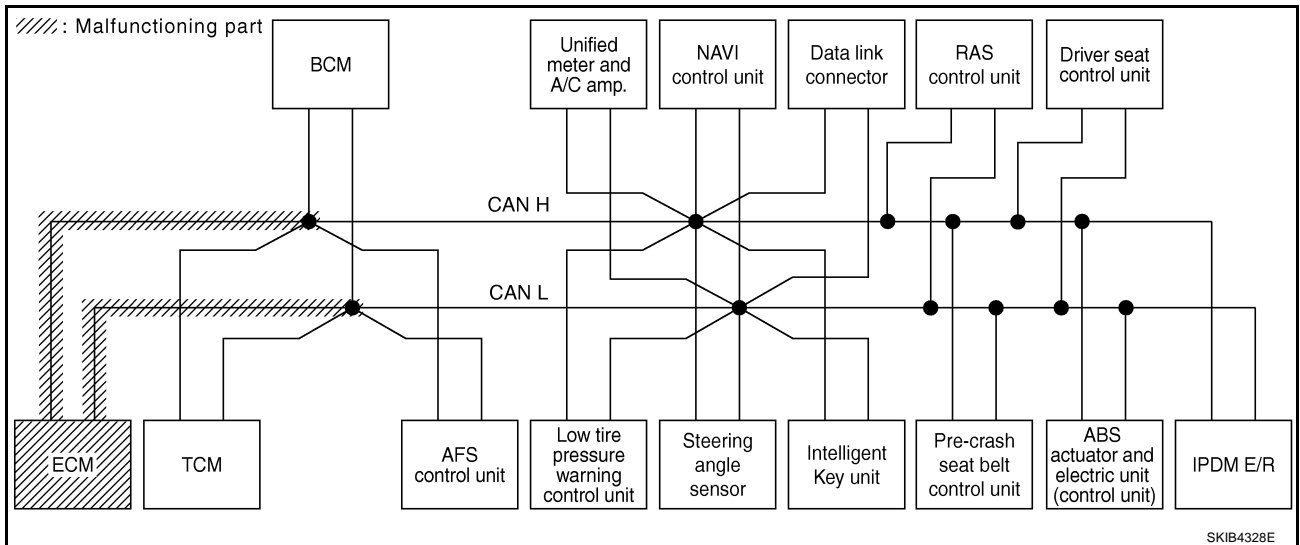 : Malfunctioning part
BCM
Unified
meter and
A/C amp.
NAVI
control unit
Data link
connector
RAS
control unit
Driver seat
control unit
CAN H
CAN L
ECM
TCM
AFS
control unit
Low tire
pressure
warning
control unit
Steering
angle
sensor
Intelligent
Key unit
Pre-crash
seat belt
control unit
ABS
actuator and
electric unit
(control unit)
IPDM E/R
SKIB4328E